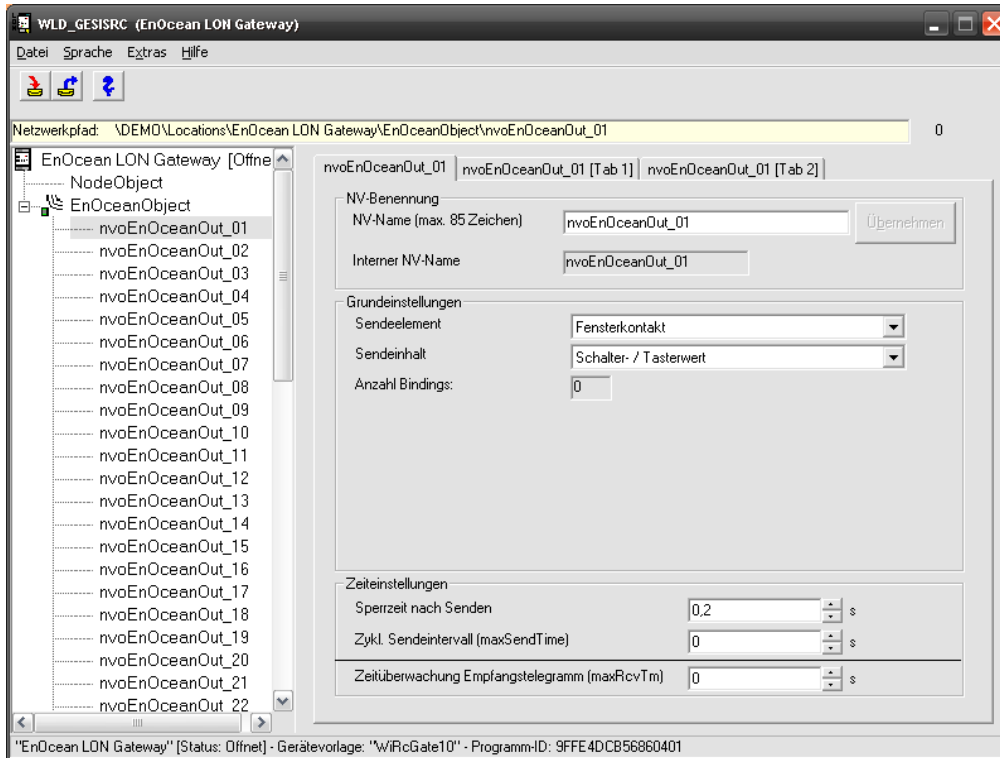 WLD_GESISRC (EnOcean LON Gateway)
Datei Sprache Extras Hilfe
Netzwerkpfad: \DEMO\Locations\EnOcean LON Gateway\EnOceanObject\nvoEnOceanOut_01 0
EnOcean LON Gateway [Offne
NodeObject
EnOceanObject
nvoEnOceanOut_01
nvoEnOceanOut_02
nvoEnOceanOut_03
nvoEnOceanOut_04
nvoEnOceanOut_05
nvoEnOceanOut_06
nvoEnOceanOut_07
nvoEnOceanOut_08
nvoEnOceanOut_09
nvoEnOceanOut_10
nvoEnOceanOut_11
nvoEnOceanOut_12
nvoEnOceanOut_13
nvoEnOceanOut_14
nvoEnOceanOut_15
nvoEnOceanOut_16
nvoEnOceanOut_17
nvoEnOceanOut_18
nvoEnOceanOut_19
nvoEnOceanOut_20
nvoEnOceanOut_21
nvoEnOceanOut_22
nvoEnOceanOut_01 nvoEnOceanOut_01 [Tab 1] nvoEnOceanOut_01 [Tab 2]
NV-Benennung
NV-Name (max. 85 Zeichen) nvoEnOceanOut_01 Übernehmen
Interner NV-Name nvoEnOceanOut_01
Grundeinstellungen
Sendeelement Fensterkontakt
Sendeinhalt Schalter- / Tasterwert
Anzahl Bindings: 0
Zeiteinstellungen
Sperrzeit nach Senden 0,2 s
Zykl. Sendeintervall (maxSendTime) 0 s
Zeitüberwachung Empfangstelegramm (maxRcvTm) 0 s
"EnOcean LON Gateway" [Status: Offnet] - Gerätevorlage: "WiRcGate10" - Programm-ID: 9FFE4DCB56860401